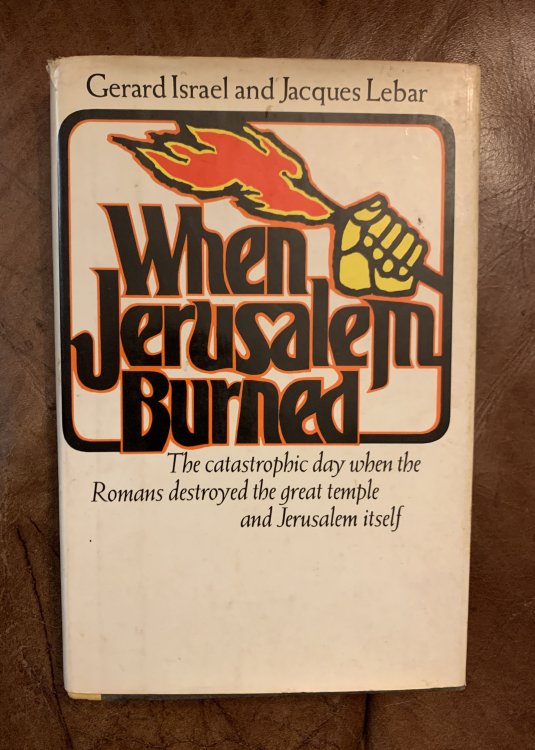 Gerard Israel and Jacques Lebar
When
Jerusalem
Burned
The catastrophic day when the
Romans destroyed the great temple
and Jerusalem itself